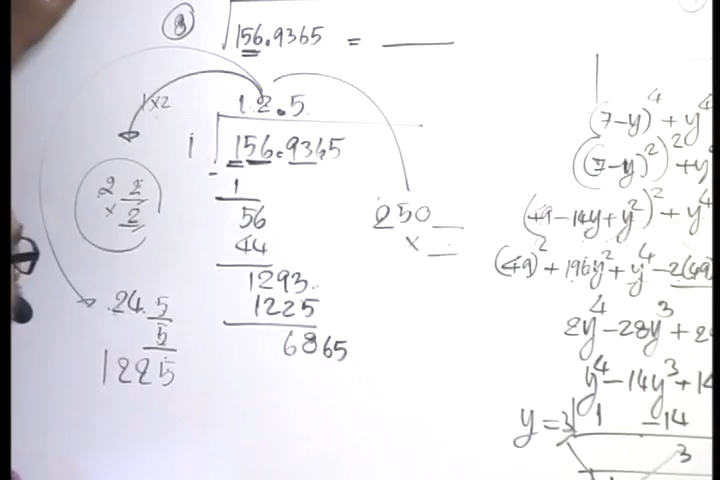 8 √156.9365 = ____
1×2
12.5
1 √156.9365
- 1
56
44
1293
1225
6865
2 2
× 2
24 5
5
1225
250 _
× _
(7-y)⁴ + y⁴
((7-y)²)² + y
(49-14y+y²)² + y⁴
(49)² + 196y² + y⁴ - 2(49)
2y⁴ - 28y³ + 2
y⁴ - 14y³ + 14
y = 3 | 1 -14
3